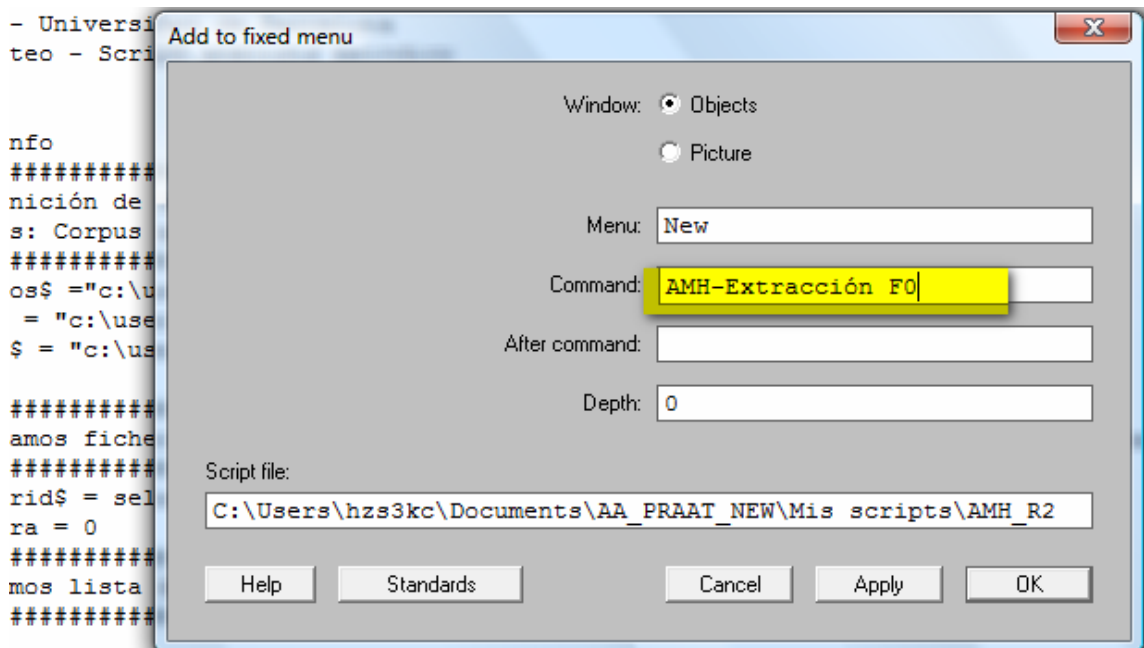 - Universi
teo - Scri
nfo
##########
nición de
s: Corpus
##########
os$ ="c:\u
= "c:\use
$ = "c:\us
##########
amos fiche
##########
rid$ = sel
ra = 0
##########
mos lista
##########
Add to fixed menu
Window: Objects
Picture
Menu: New
Command: AMH-Extracción F0
After command:
Depth: 0
Script file:
C:\Users\hzs3kc\Documents\AA_PRAAT_NEW\Mis scripts\AMH_R2
Help Standards Cancel Apply OK